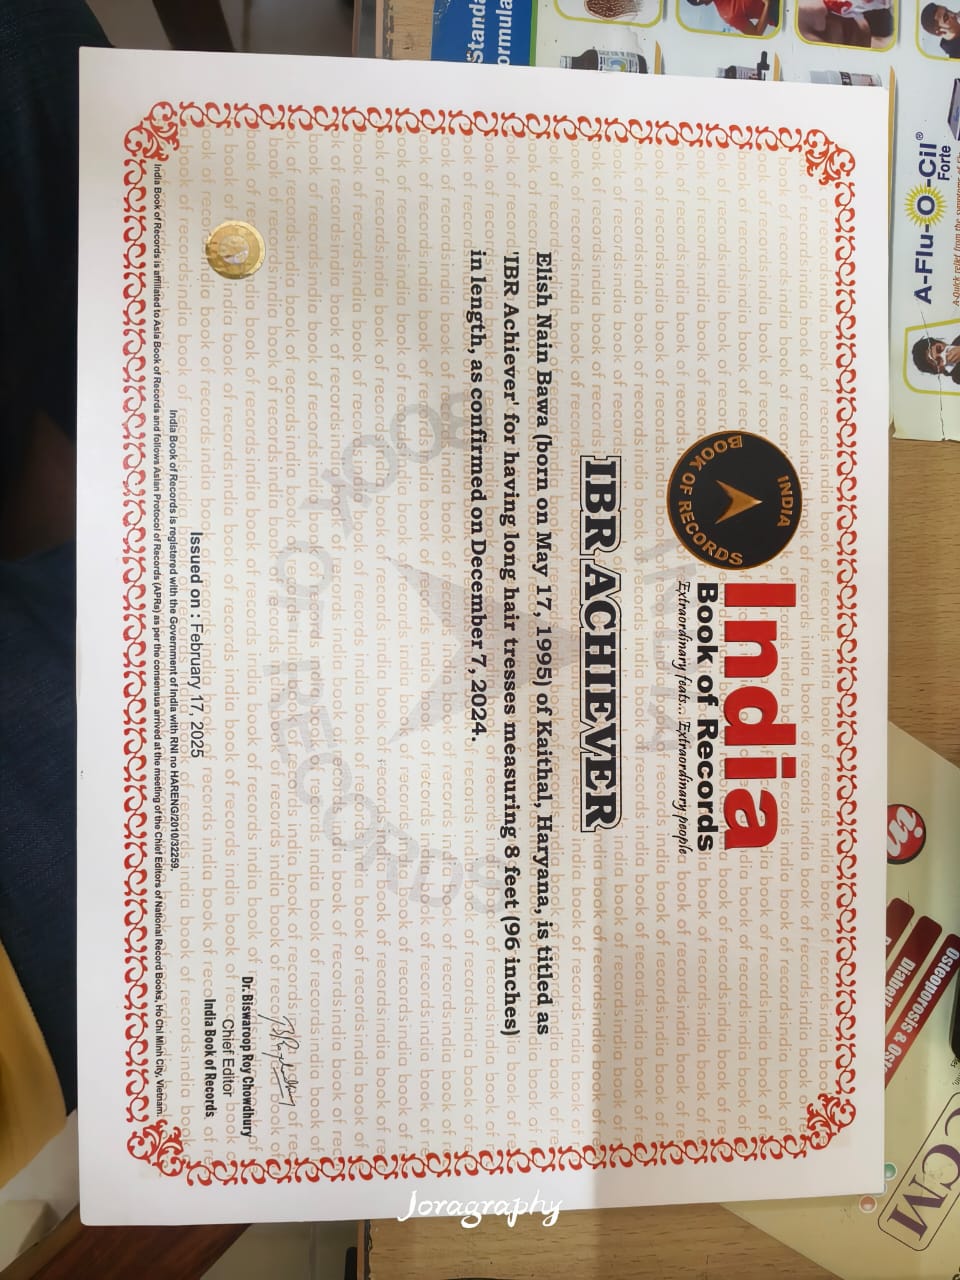 INDIA
BOOK OF RECORDS
India
Book of Records
Extraordinary feats... Extraordinary people
IBR ACHIEVER
Elish Nain Bawa (born on May 17, 1995) of Kaithal, Haryana, is titled as
'IBR Achiever' for having long hair tresses measuring 8 feet (96 inches)
in length, as confirmed on December 7, 2024.
Dr. Biswaroop Roy Chowdhury
Chief Editor
India Book of Records
Issued on : February 17, 2025
India Book of Records is registered with the Government of India with RNI no HARENG/2010/32259.
India Book of Records is affiliated to Asia Book of Records and follows Asian Protocol of Records (APRs) as per the consensus arrived at the meeting of the Chief Editors of National Record Books, Ho Chi Minh City, Vietnam.
A-Flu-O-Cil®
Forte
Osteoporosis & Ost
CM
Joragraphy